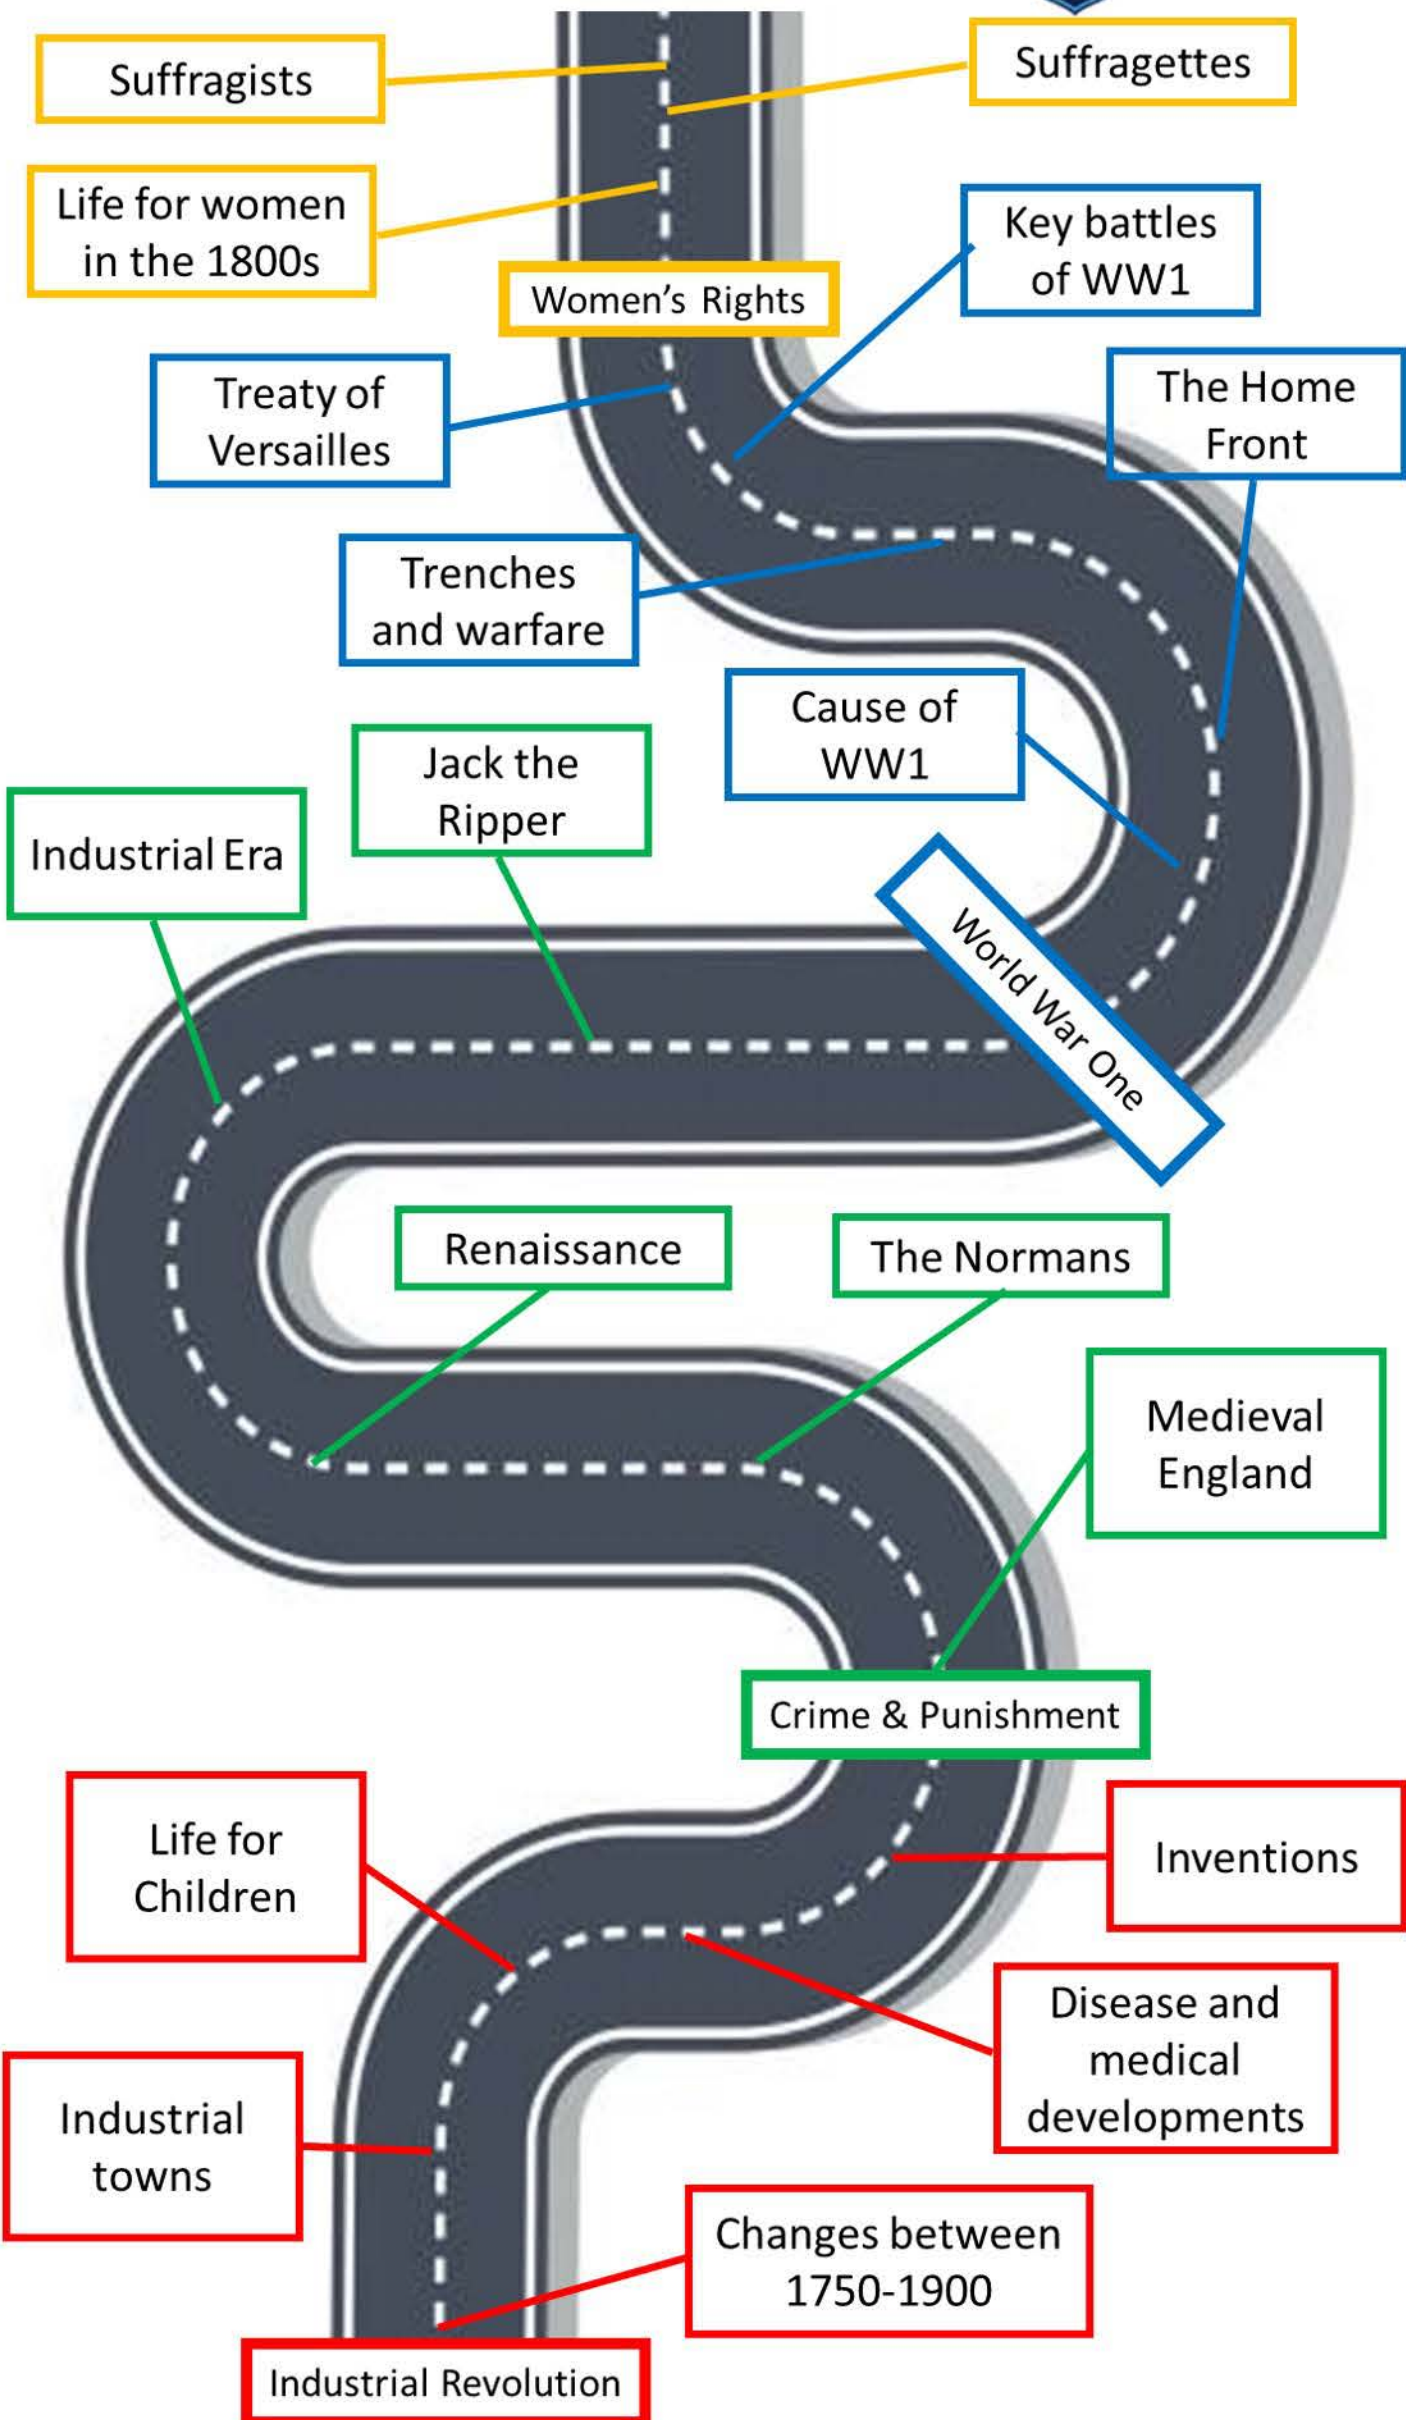 Suffragists
Suffragettes
Life for women
in the 1800s
Key battles
of WW1
Women's Rights
Treaty of
Versailles
The Home
Front
Trenches
and warfare
Cause of
WW1
Jack the
Ripper
Industrial Era
World War One
Renaissance
The Normans
Medieval
England
Crime & Punishment
Life for
Children
Inventions
Disease and
medical
developments
Industrial
towns
Changes between
1750-1900
Industrial Revolution